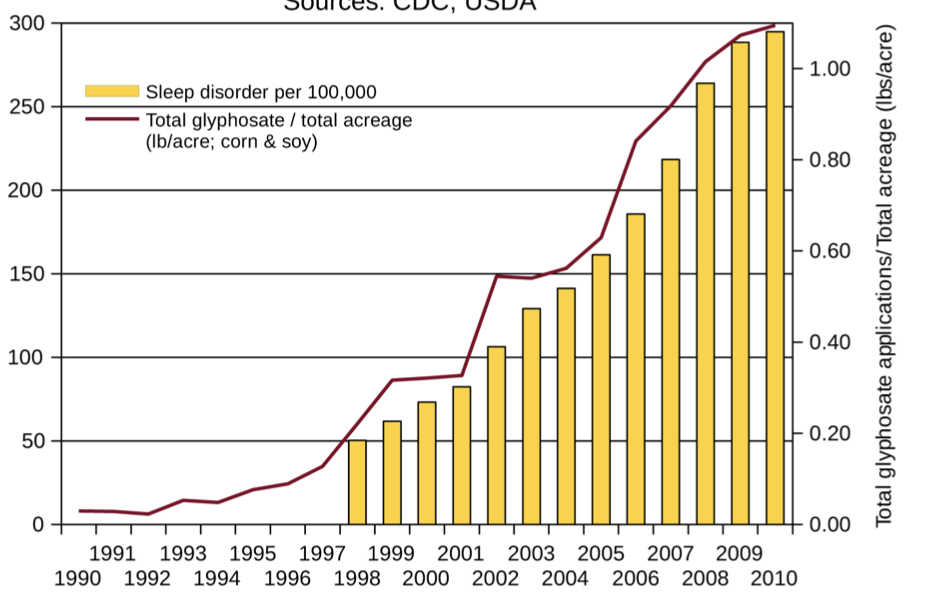 Sources: CDC, USDA
300
250
200
150
100
50
0
Sleep disorder per 100,000
Total glyphosate / total acreage
(lb/acre; corn & soy)
1.00
0.80
0.60
0.40
0.20
0.00
Total glyphosate applications/Total acreage (lbs/acre)
1991 1993 1995 1997 1999 2001 2003 2005 2007 2009
1990 1992 1994 1996 1998 2000 2002 2004 2006 2008 2010